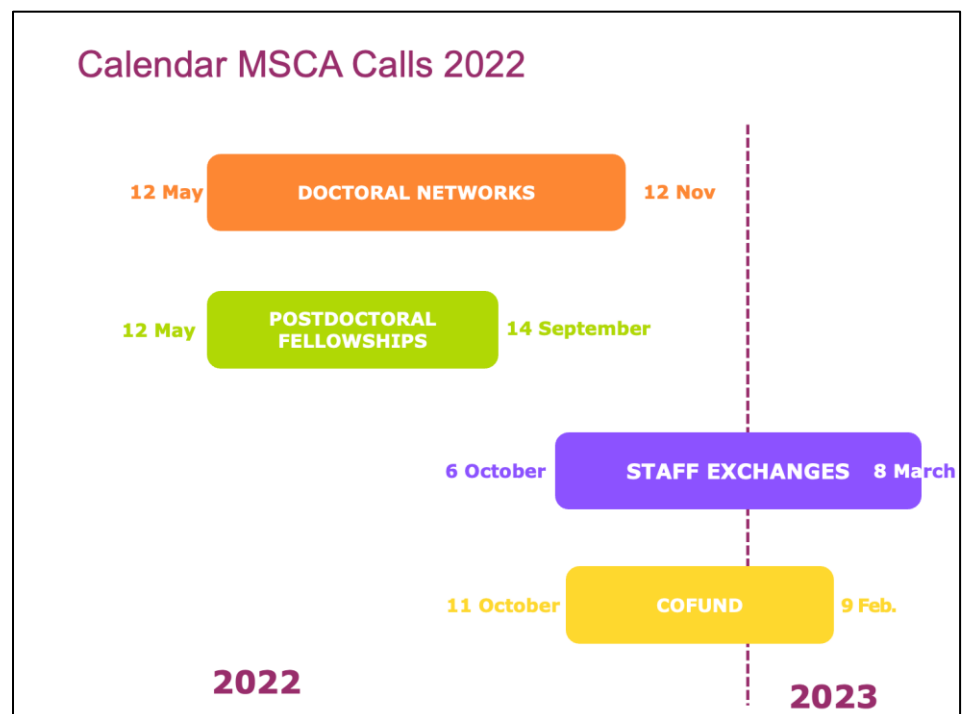 Calendar MSCA Calls 2022
12 May
DOCTORAL NETWORKS
12 Nov
12 May
POSTDOCTORAL
FELLOWSHIPS
14 September
6 October
STAFF EXCHANGES
8 March
11 October
COFUND
9 Feb.
2022
2023